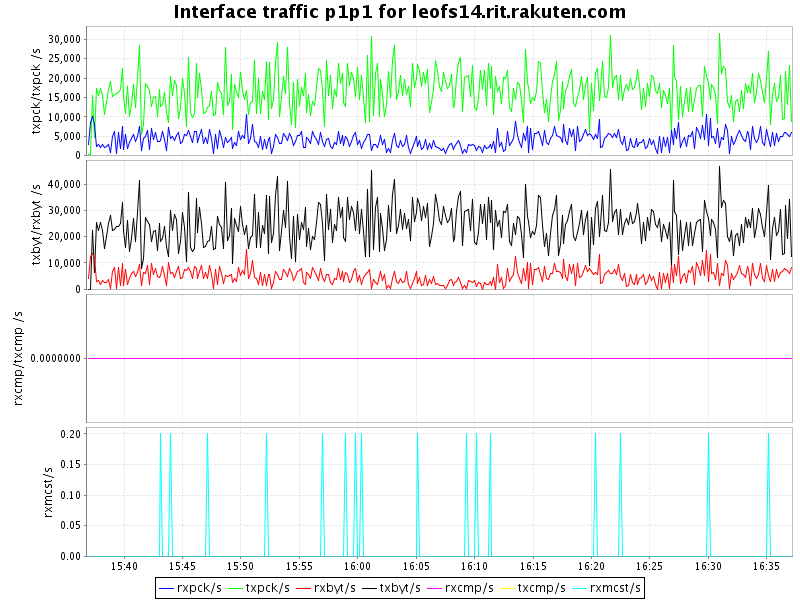 Interface traffic p1p1 for leofs14.rit.rakuten.com
txpck/txpck /s
30,000
25,000
20,000
15,000
10,000
5,000
0
txbyt/rxbyt /s
40,000
30,000
20,000
10,000
0
rxcmp/txcmp /s
0.0000000
rxmcst/s
0.20
0.15
0.10
0.05
0.00
15:40 15:45 15:50 15:55 16:00 16:05 16:10 16:15 16:20 16:25 16:30 16:35
rxpck/s txpck/s rxbyt/s txbyt/s rxcmp/s txcmp/s rxmcst/s